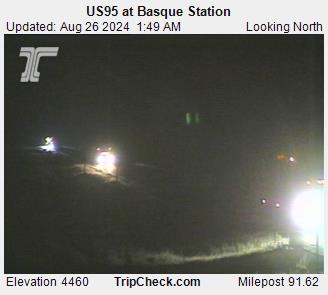 US95 at Basque Station
Updated: Aug 26 2024 1:49 AM Looking North
Elevation 4460 TripCheck.com Milepost 91.62